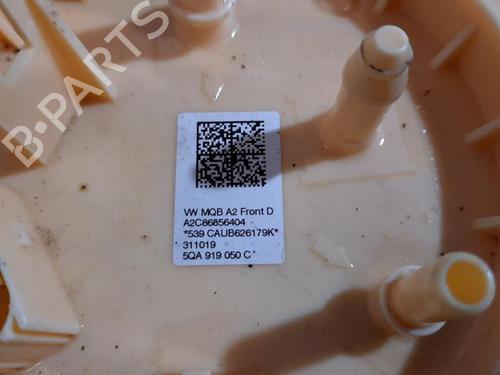 B-PARTS
VW MQB A2 Front D
A2C86856404
*539 CAUB626179K*
311019
5QA 919 050 C